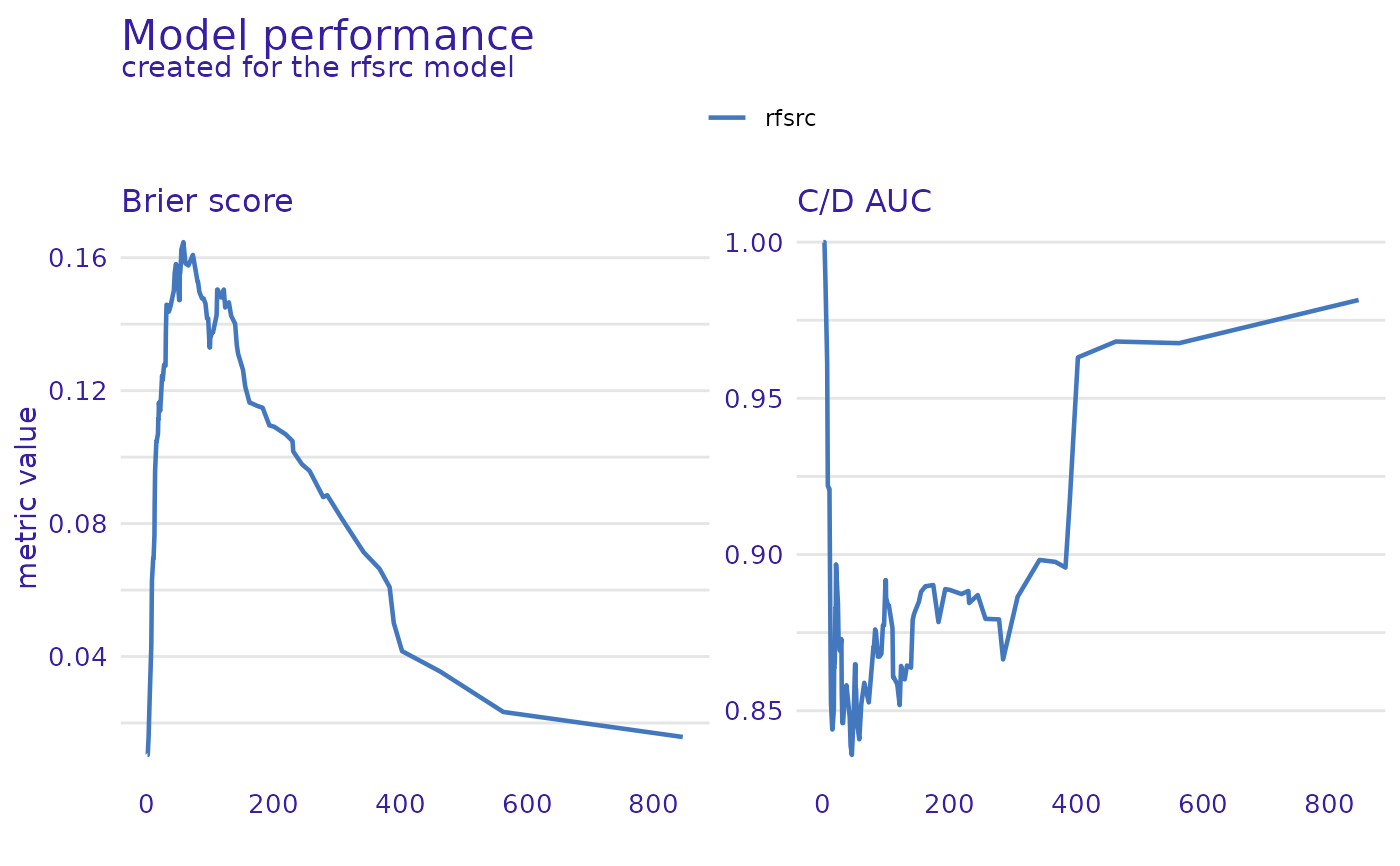 Model performance
created for the rfsrc model
rfsrc
Brier score
C/D AUC
metric value
0.16
0.12
0.08
0.04
0 200 400 600 800
1.00
0.95
0.90
0.85
0 200 400 600 800